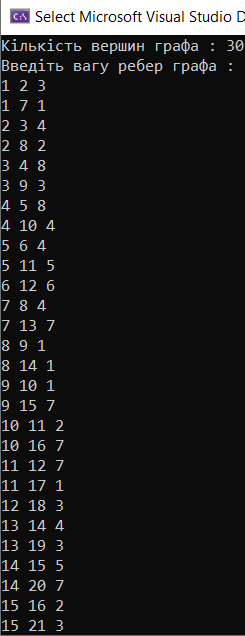 Select Microsoft Visual Studio D
Кількість вершин графа : 30
Введіть вагу ребер графа :
1 2 3
1 7 1
2 3 4
2 8 2
3 4 8
3 9 3
4 5 8
4 10 4
5 6 4
5 11 5
6 12 6
7 8 4
7 13 7
8 9 1
8 14 1
9 10 1
9 15 7
10 11 2
10 16 7
11 12 7
11 17 1
12 18 3
13 14 4
13 19 3
14 15 5
14 20 7
15 16 2
15 21 3